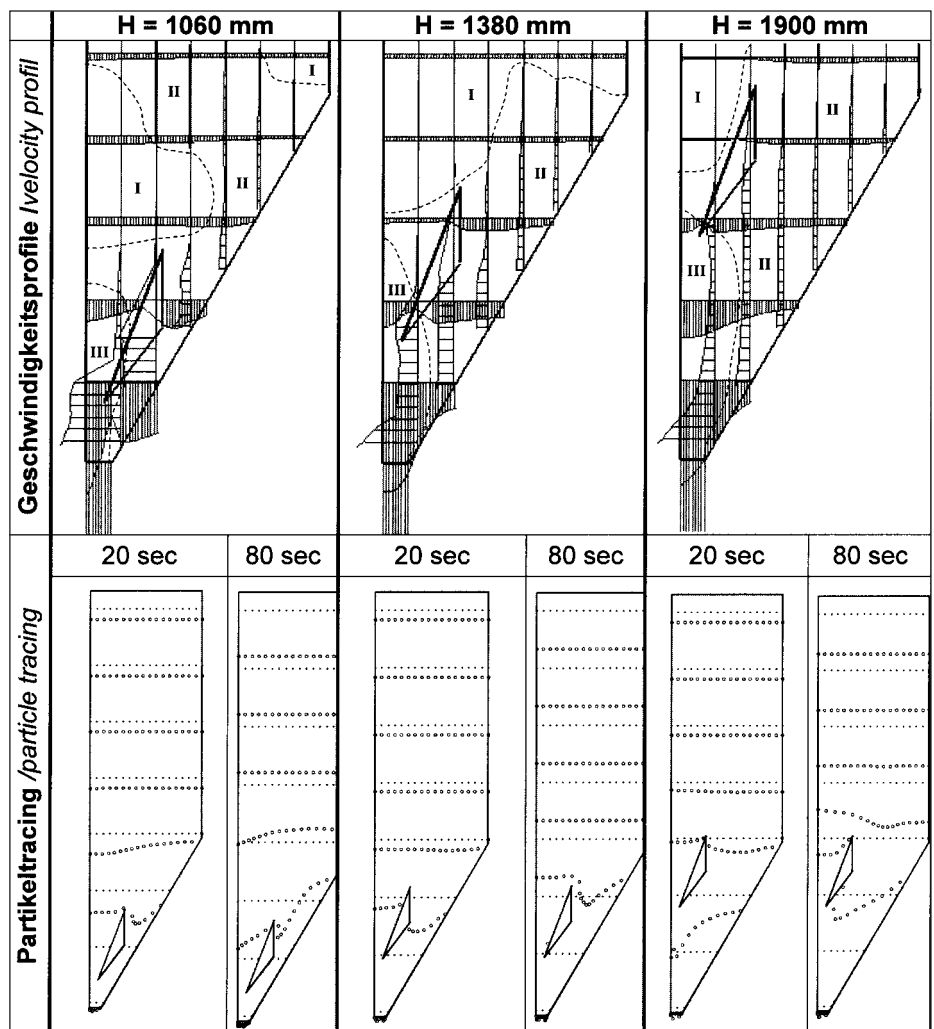 H = 1060 mm
H = 1380 mm
H = 1900 mm
Geschwindigkeitsprofile /velocity profil
I
II
I
II
III
I
II
III
I
II
III
II
20 sec
80 sec
20 sec
80 sec
20 sec
80 sec
Partikeltracing /particle tracing